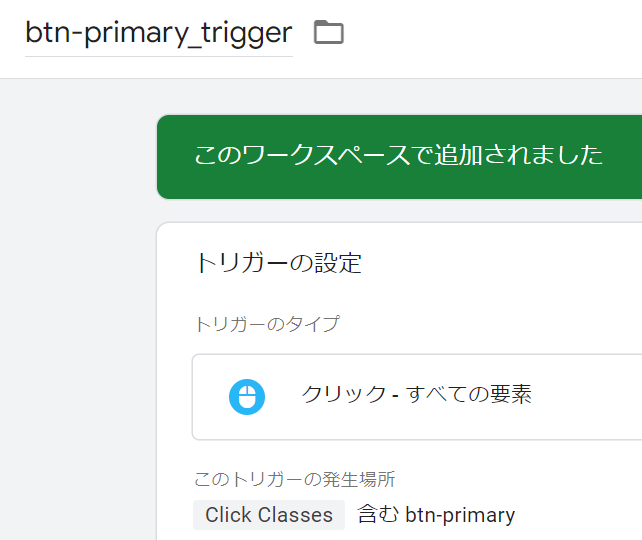 btn-primary_trigger
このワークスペースで追加されました
トリガーの設定
トリガーのタイプ
クリック - すべての要素
このトリガーの発生場所
Click Classes 含む btn-primary